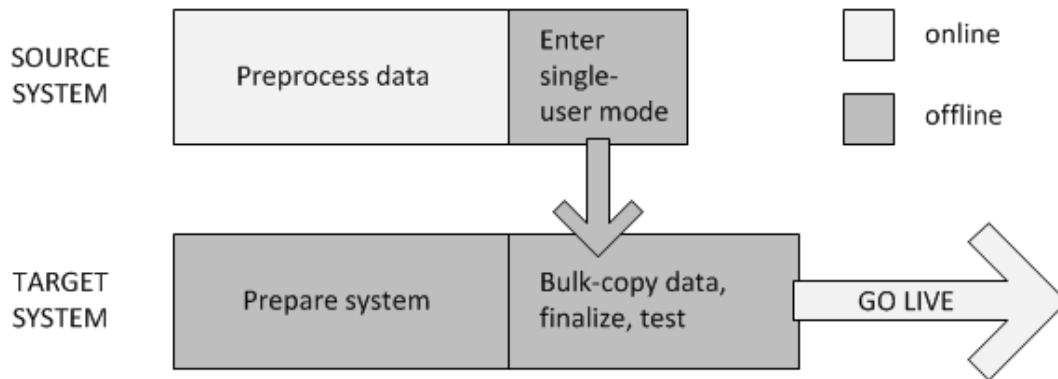 SOURCE
SYSTEM
Preprocess data
Enter
single-
user mode
online
offline
TARGET
SYSTEM
Prepare system
Bulk-copy data,
finalize, test
GO LIVE